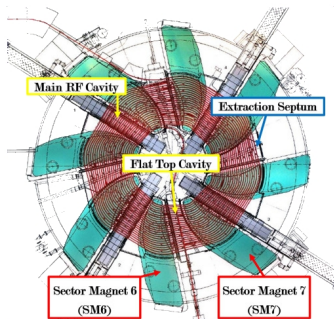 Main RF Cavity
Extraction Septum
Flat Top Cavity
Sector Magnet 6
(SM6)
Sector Magnet 7
(SM7)